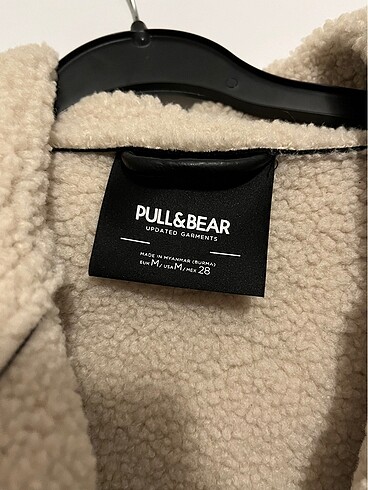 PULL&BEAR
UPDATED GARMENTS
MADE IN MYANMAR (BURMA)
EUR M/USA M/MEX 28